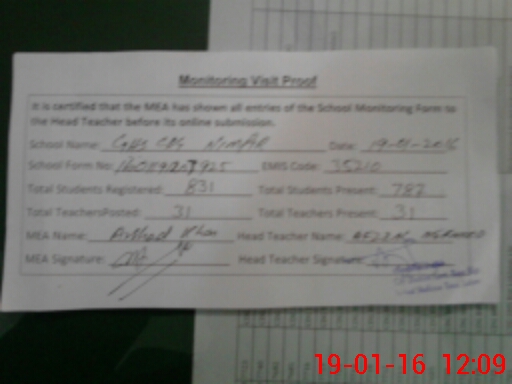 Monitoring Visit Proof
It is certified that the MEA has shown all entries of the School Monitoring Form to
the Head Teacher before its online submission.
School Name: Date: 19-01-2016
School Form No: EMIS Code: 35210
Total Students Registered: 831 Total Students Present: 782
Total TeachersPosted: 31 Total Teachers Present: 31
MEA Name: Arshad Khan Head Teacher Name:
MEA Signature: Head Teacher Signature:
19-01-16 12:09